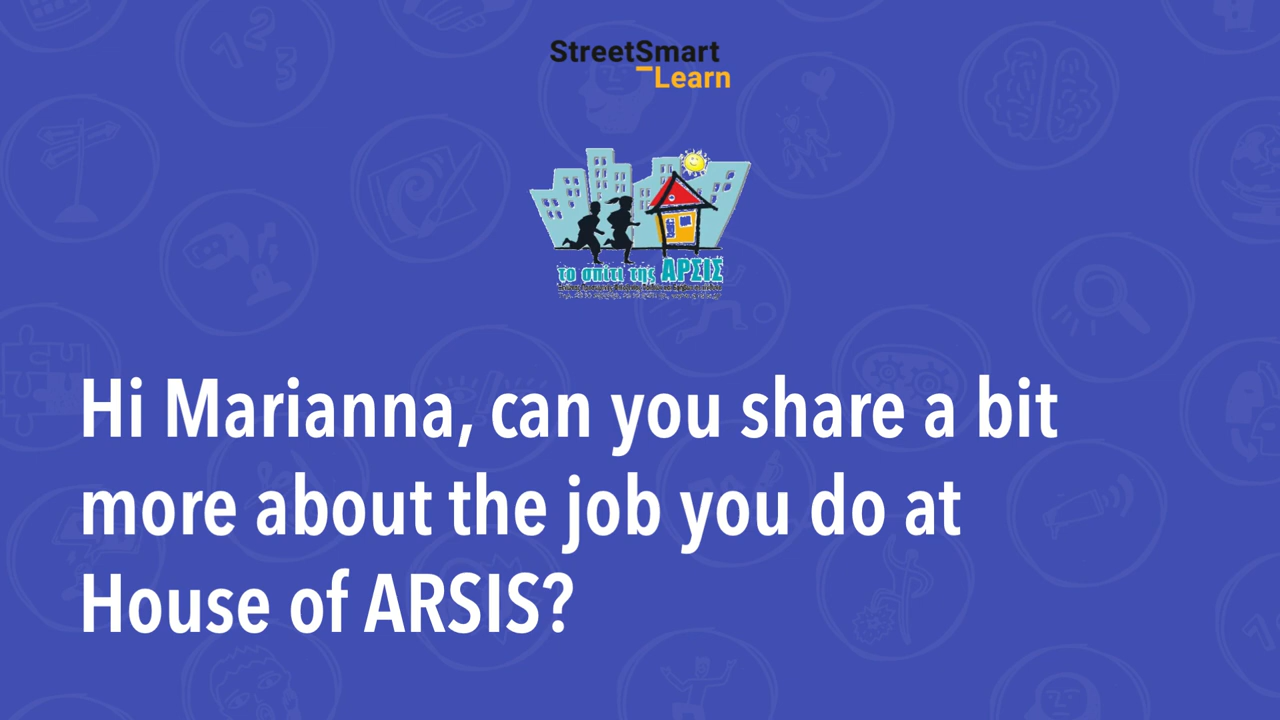 StreetSmart
Learn
το σπίτι της ΑΡΣΙΣ
Hi Marianna, can you share a bit
more about the job you do at
House of ARSIS?